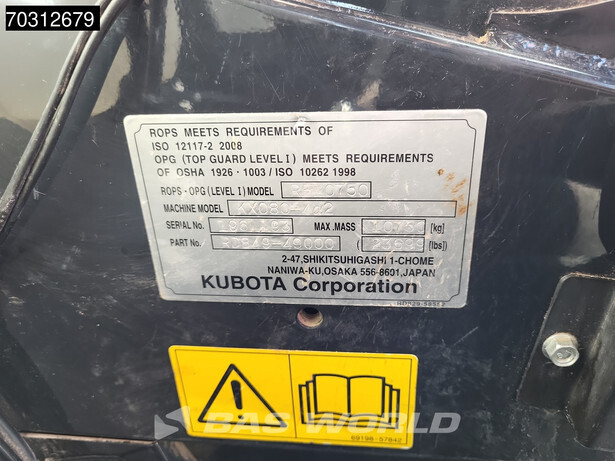 70312679
ROPS MEETS REQUIREMENTS OF
ISO 12117-2 2008
OPG (TOP GUARD LEVEL I) MEETS REQUIREMENTS
OF OSHA 1926・1003 / ISO 10262 1998
ROPS・OPG (LEVEL I) MODEL
MACHINE MODEL
SERIAL No. MAX. MASS [kg]
PART No. [lbs]
2-47, SHIKITSUHIGASHI 1-CHOME
NANIWA-KU, OSAKA 556-8601, JAPAN
KUBOTA Corporation
69198-57842
BAS WORLD